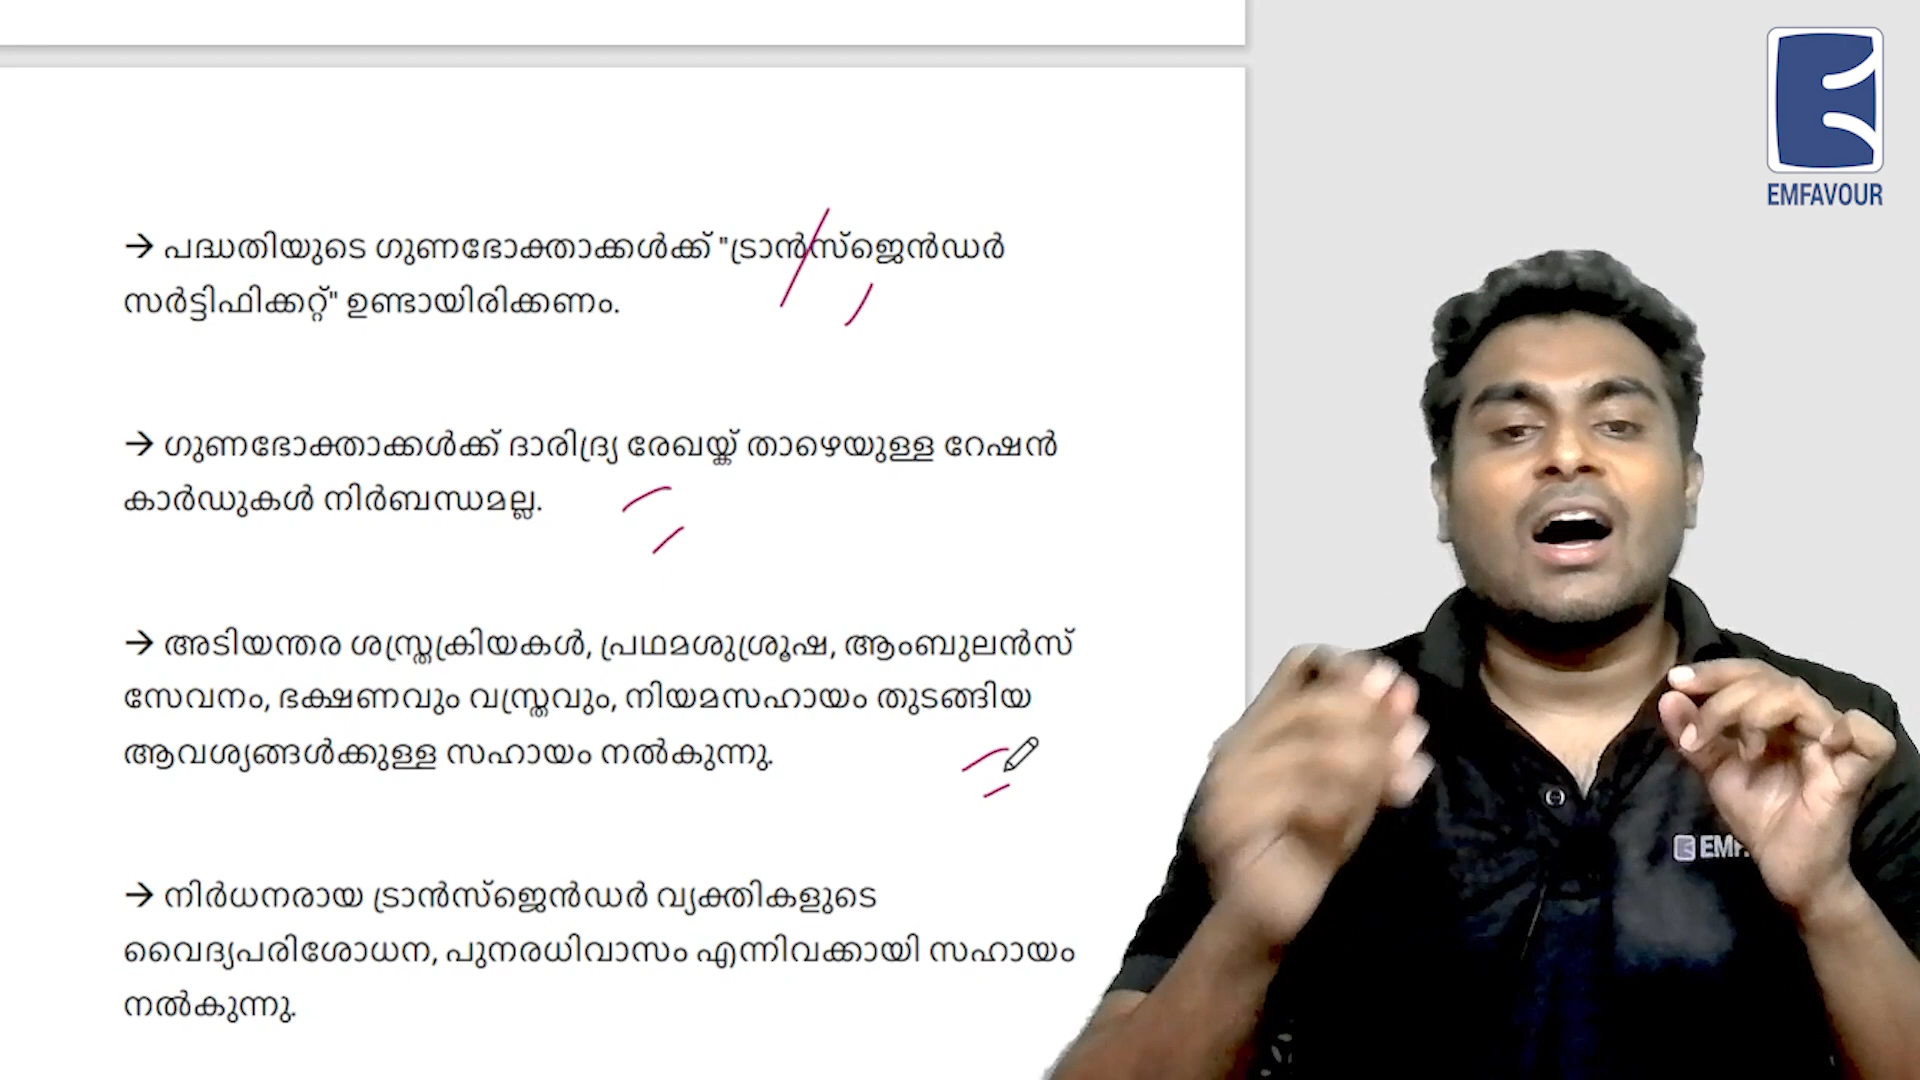 → പദ്ധതിയുടെ ഗുണഭോക്താക്കൾക്ക് "ട്രാൻസ്ജെൻഡർ
സർട്ടിഫിക്കറ്റ്" ഉണ്ടായിരിക്കണം.
→ ഗുണഭോക്താക്കൾക്ക് ദാരിദ്ര്യ രേഖയ്ക്ക് താഴെയുള്ള റേഷൻ
കാർഡുകൾ നിർബന്ധമല്ല.
→ അടിയന്തര ശസ്ത്രക്രിയകൾ, പ്രഥമശുശ്രൂഷ, ആംബുലൻസ്
സേവനം, ഭക്ഷണവും വസ്ത്രവും, നിയമസഹായം തുടങ്ങിയ
ആവശ്യങ്ങൾക്കുള്ള സഹായം നൽകുന്നു.
→ നിർധനരായ ട്രാൻസ്ജെൻഡർ വ്യക്തികളുടെ
വൈദ്യപരിശോധന, പുനരധിവാസം എന്നിവക്കായി സഹായം
നൽകുന്നു.
EMFAVOUR